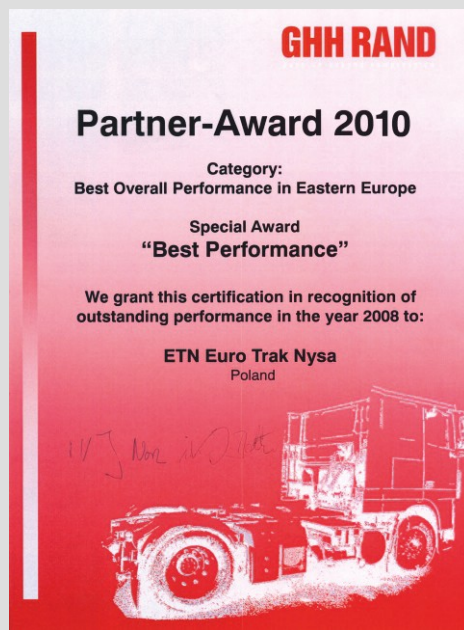 GHH RAND
Partner-Award 2010
Category:
Best Overall Performance in Eastern Europe
Special Award
“Best Performance”
We grant this certification in recognition of
outstanding performance in the year 2008 to:
ETN Euro Trak Nysa
Poland